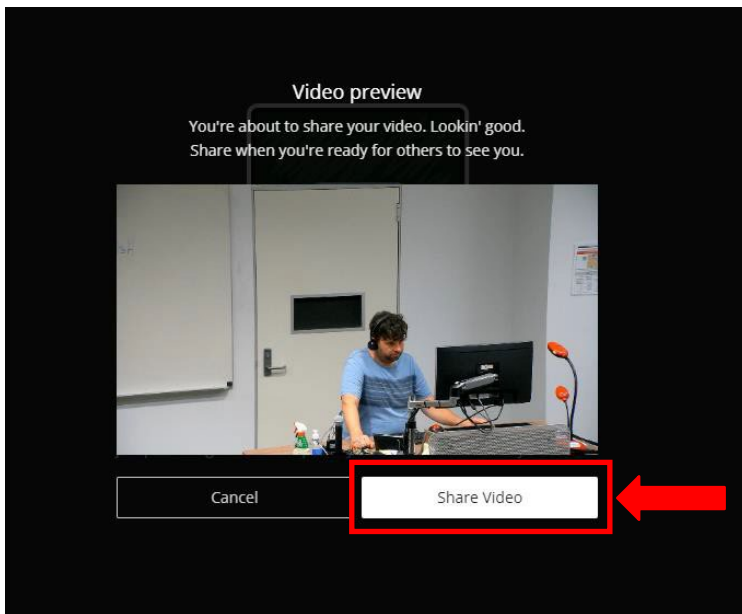 Video preview
You're about to share your video. Lookin' good.
Share when you're ready for others to see you.
Cancel
Share Video